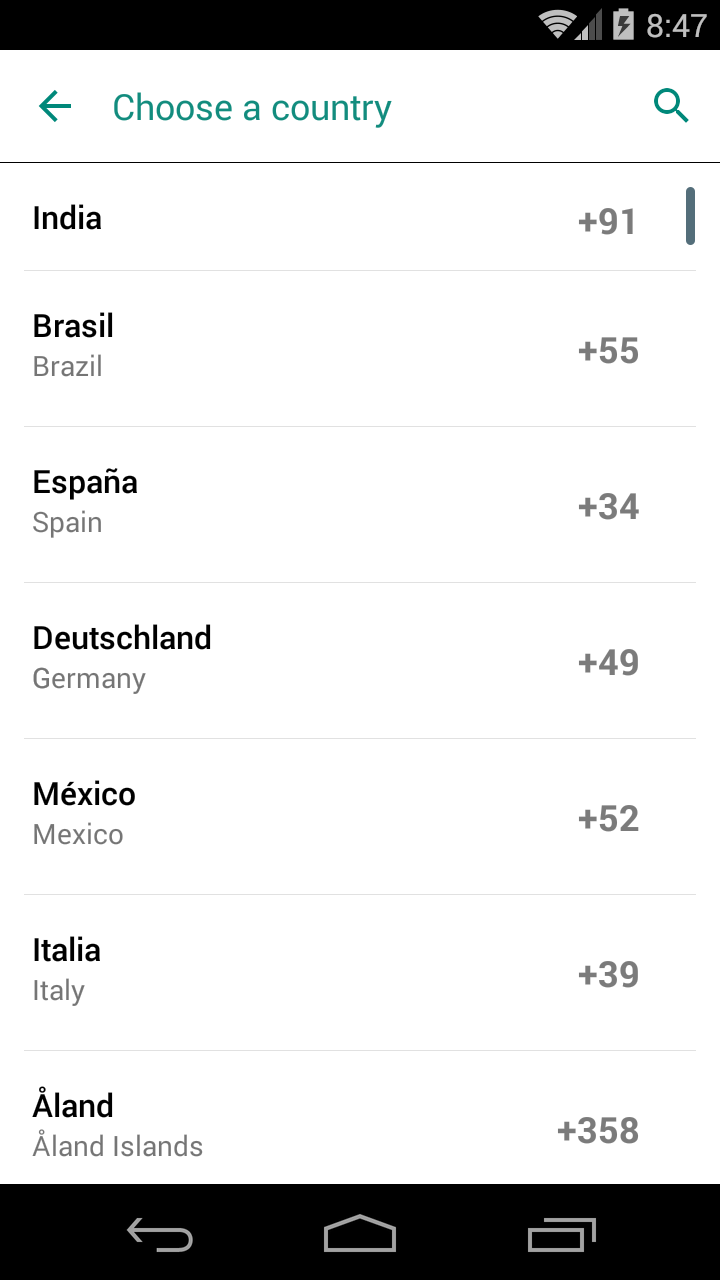 8:47
Choose a country
India +91
Brasil
Brazil
+55
España
Spain
+34
Deutschland
Germany
+49
México
Mexico
+52
Italia
Italy
+39
Åland
Åland Islands
+358